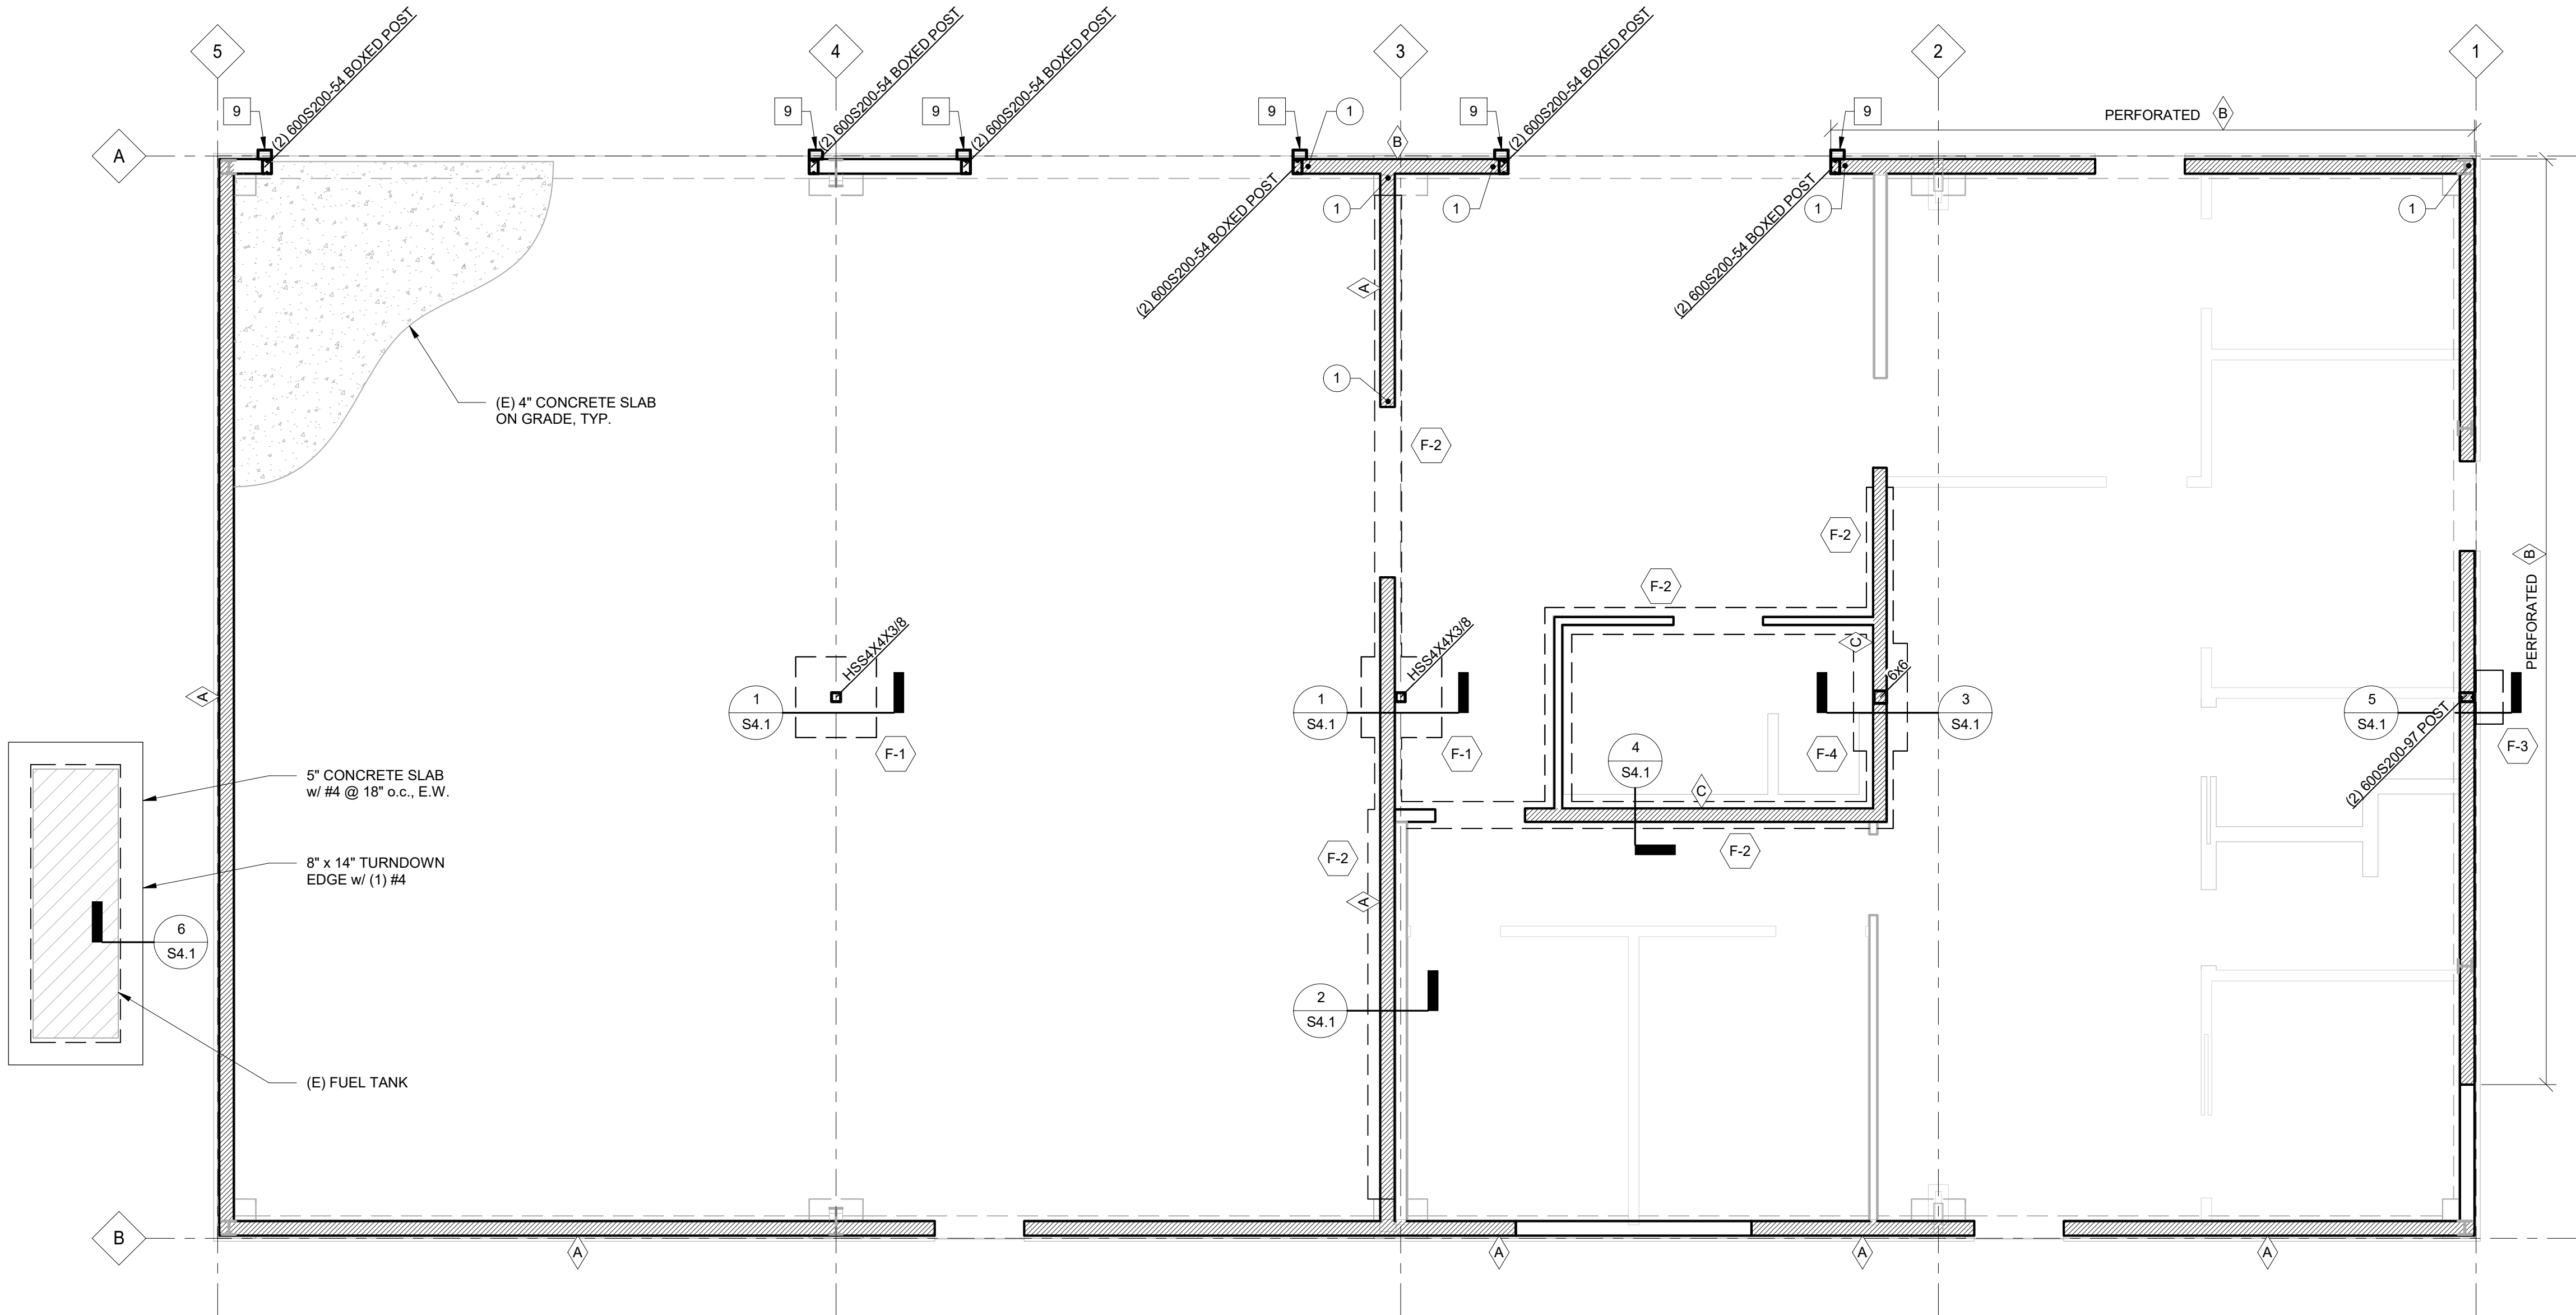 5
4
3
2
1
(2) 600S200-54 BOXED POST
(2) 600S200-54 BOXED POST
(2) 600S200-54 BOXED POST
(2) 600S200-54 BOXED POST
9
9
9
9
1
9
9
PERFORATED
B
A
B
1
1
1
1
(2) 600S200-54 BOXED POST
(2) 600S200-54 BOXED POST
A
1
(E) 4" CONCRETE SLAB
ON GRADE, TYP.
F-2
F-2
F-2
B
PERFORATED
HSS4X4X3/8
HSS4X4X3/8
C
6x6
A
1
S4.1
1
S4.1
3
S4.1
5
S4.1
F-1
F-1
4
S4.1
F-4
F-3
(2) 600S200-97 POST
5" CONCRETE SLAB
w/ #4 @ 18" o.c., E.W.
C
8" x 14" TURNDOWN
EDGE w/ (1) #4
F-2
F-2
A
6
S4.1
2
S4.1
(E) FUEL TANK
B
A
A
A
A